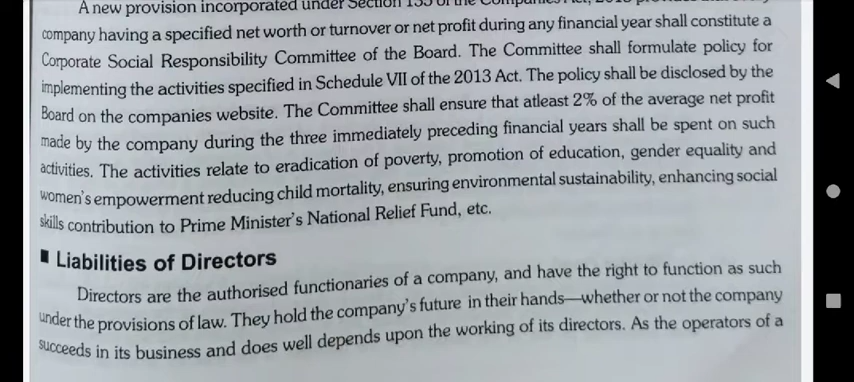 A new provision incorporated under Section 135 of the Companies Act,
company having a specified net worth or turnover or net profit during any financial year shall constitute a
Corporate Social Responsibility Committee of the Board. The Committee shall formulate policy for
implementing the activities specified in Schedule VII of the 2013 Act. The policy shall be disclosed by the
Board on the companies website. The Committee shall ensure that atleast 2% of the average net profit
made by the company during the three immediately preceding financial years shall be spent on such
activities. The activities relate to eradication of poverty, promotion of education, gender equality and
women's empowerment reducing child mortality, ensuring environmental sustainability, enhancing social
skills contribution to Prime Minister's National Relief Fund, etc.
Liabilities of Directors
Directors are the authorised functionaries of a company, and have the right to function as such
under the provisions of law. They hold the company's future in their hands—whether or not the company
succeeds in its business and does well depends upon the working of its directors. As the operators of a